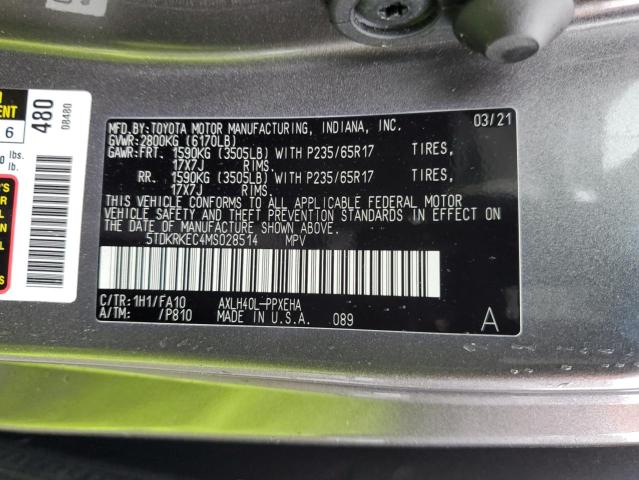 MFD.BY:TOYOTA MOTOR MANUFACTURING, INDIANA, INC. 03/21
GVWR:2800KG (6170LB)
GAWR:FRT. 1590KG (3505LB) WITH P235/65R17 TIRES,
17X7J RIMS
RR. 1590KG (3505LB) WITH P235/65R17 TIRES,
17X7J RIMS
THIS VEHICLE CONFORMS TO ALL APPLICABLE FEDERAL MOTOR
VEHICLE SAFETY AND THEFT PREVENTION STANDARDS IN EFFECT ON
THE DATE OF MANUFACTURE SHOWN ABOVE.
5TDKRKEC4MS028514 MPV
C/TR:1H1/FA10 AXLH40L-PPXEHA
A/TM: /P810 MADE IN U.S.A. 089 A
ENT
6
480
08480
lbs.
lb.